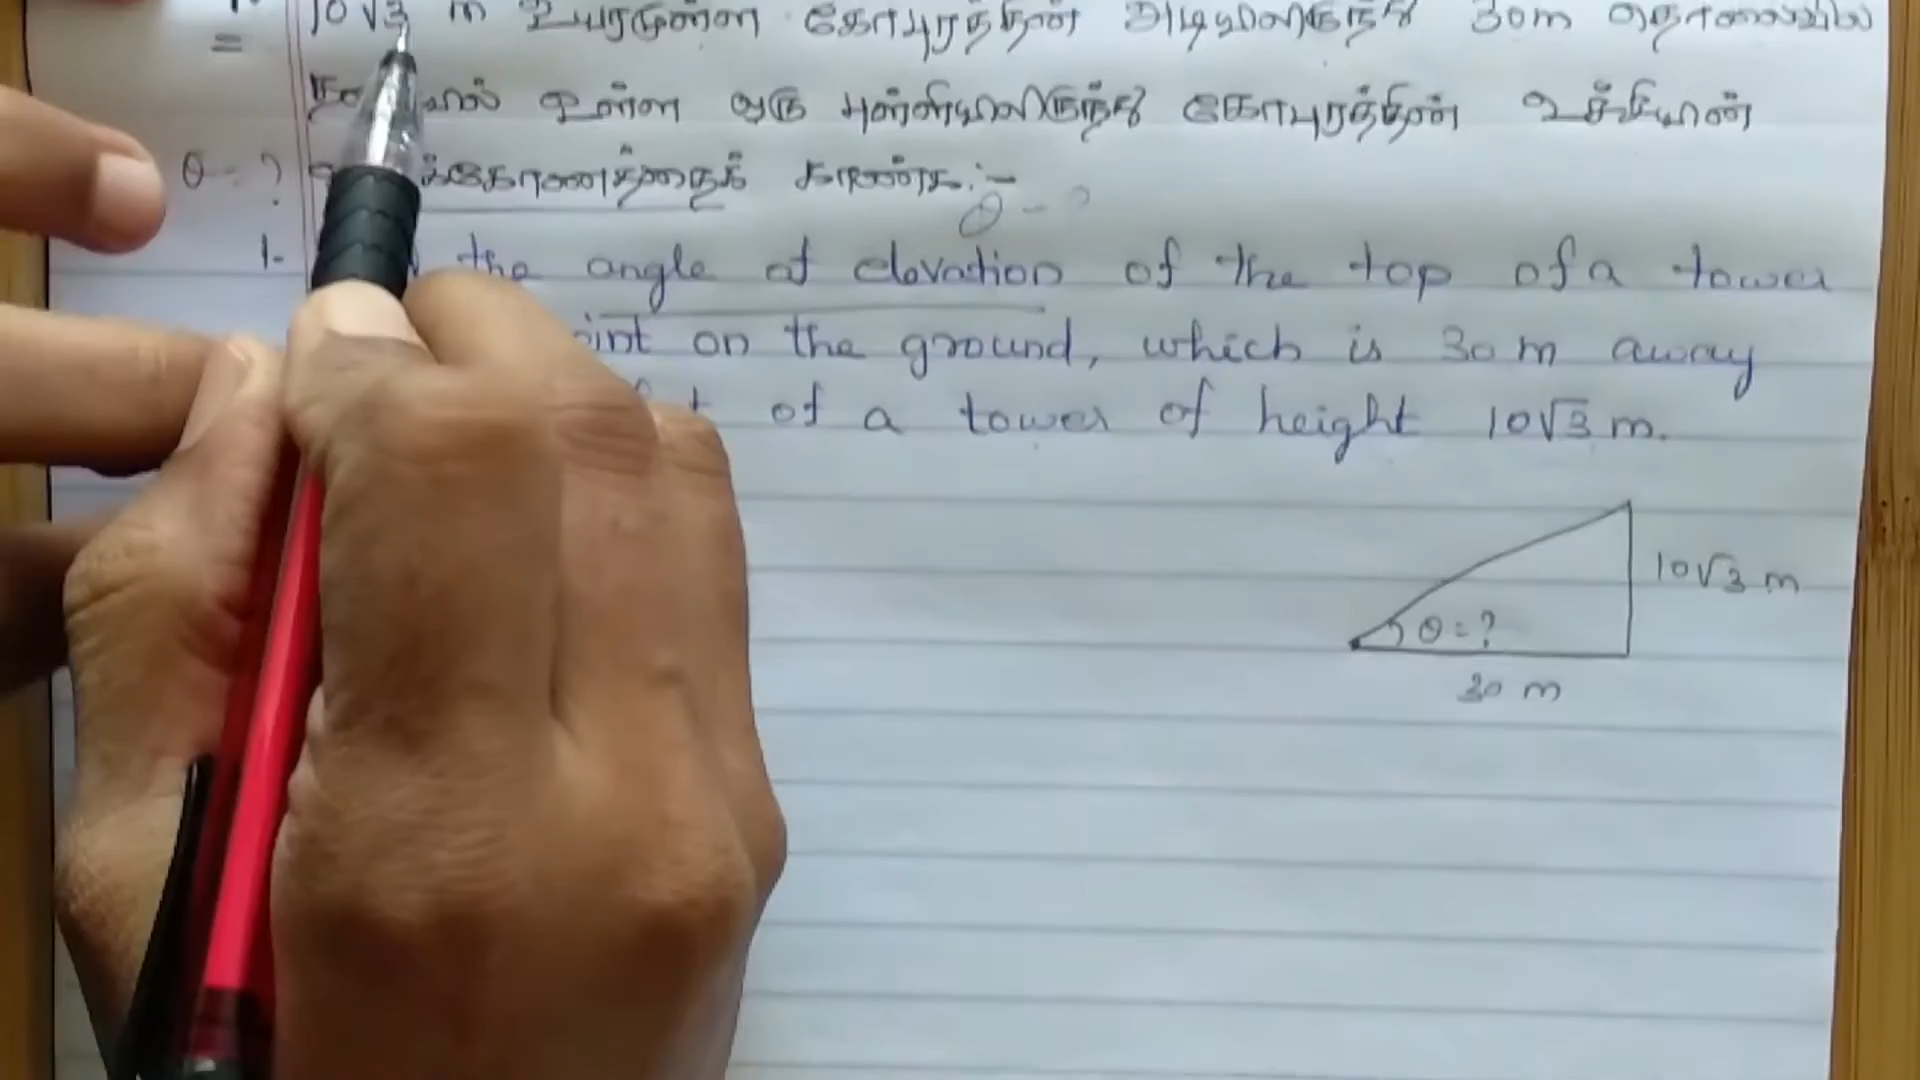 10√3 m உயரமுள்ள கோபுரத்தின் அடியிலிருந்து 30m தொலைவில்
உள்ள ஒரு புள்ளியிலிருந்து கோபுரத்தின் உச்சியின்
θ = ? காண்க:-
θ - ?
1. the angle of elevation of the top of a tower
on the ground, which is 30 m away
of a tower of height 10√3 m.
10√3 m
θ = ?
30 m